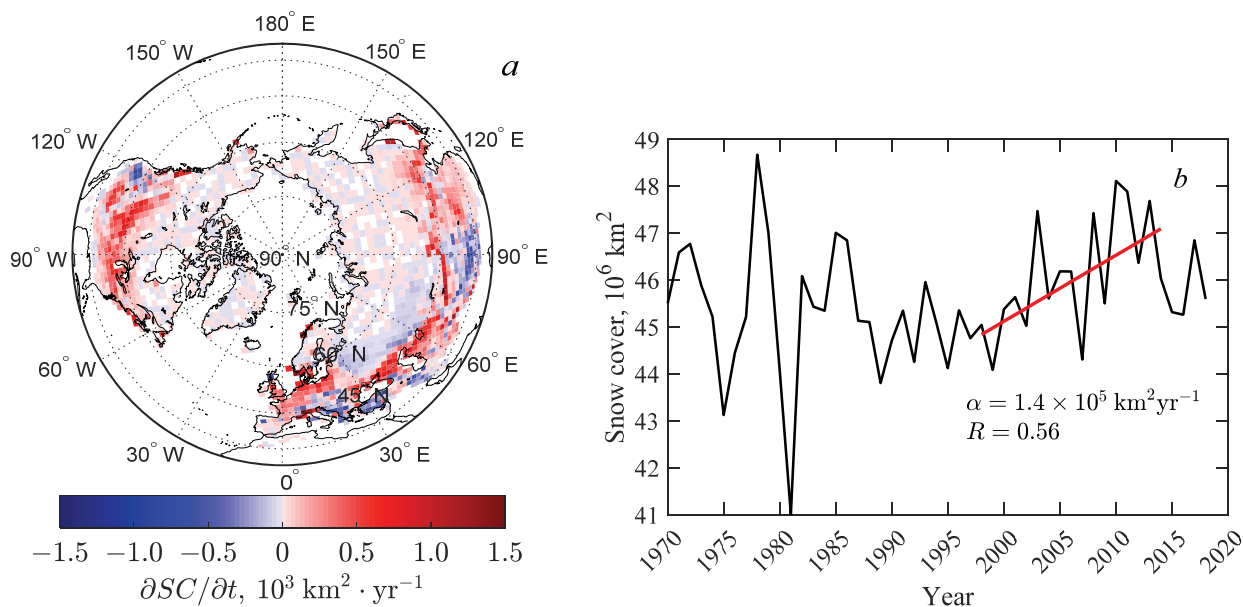 180° E
150° W
150° E
a
120° W
120° E
90° W
90° N
90° E
75° N
60° N
60° W
60° E
45° N
30° W
30° E
0°
−1.5 −1.0 −0.5 0 0.5 1.0 1.5
∂SC/∂t, 10³ km² · yr⁻¹
b
49
48
47
46
45
44
43
42
41
Snow cover, 10⁶ km²
α = 1.4 × 10⁵ km²yr⁻¹
R = 0.56
1970 1975 1980 1985 1990 1995 2000 2005 2010 2015 2020
Year